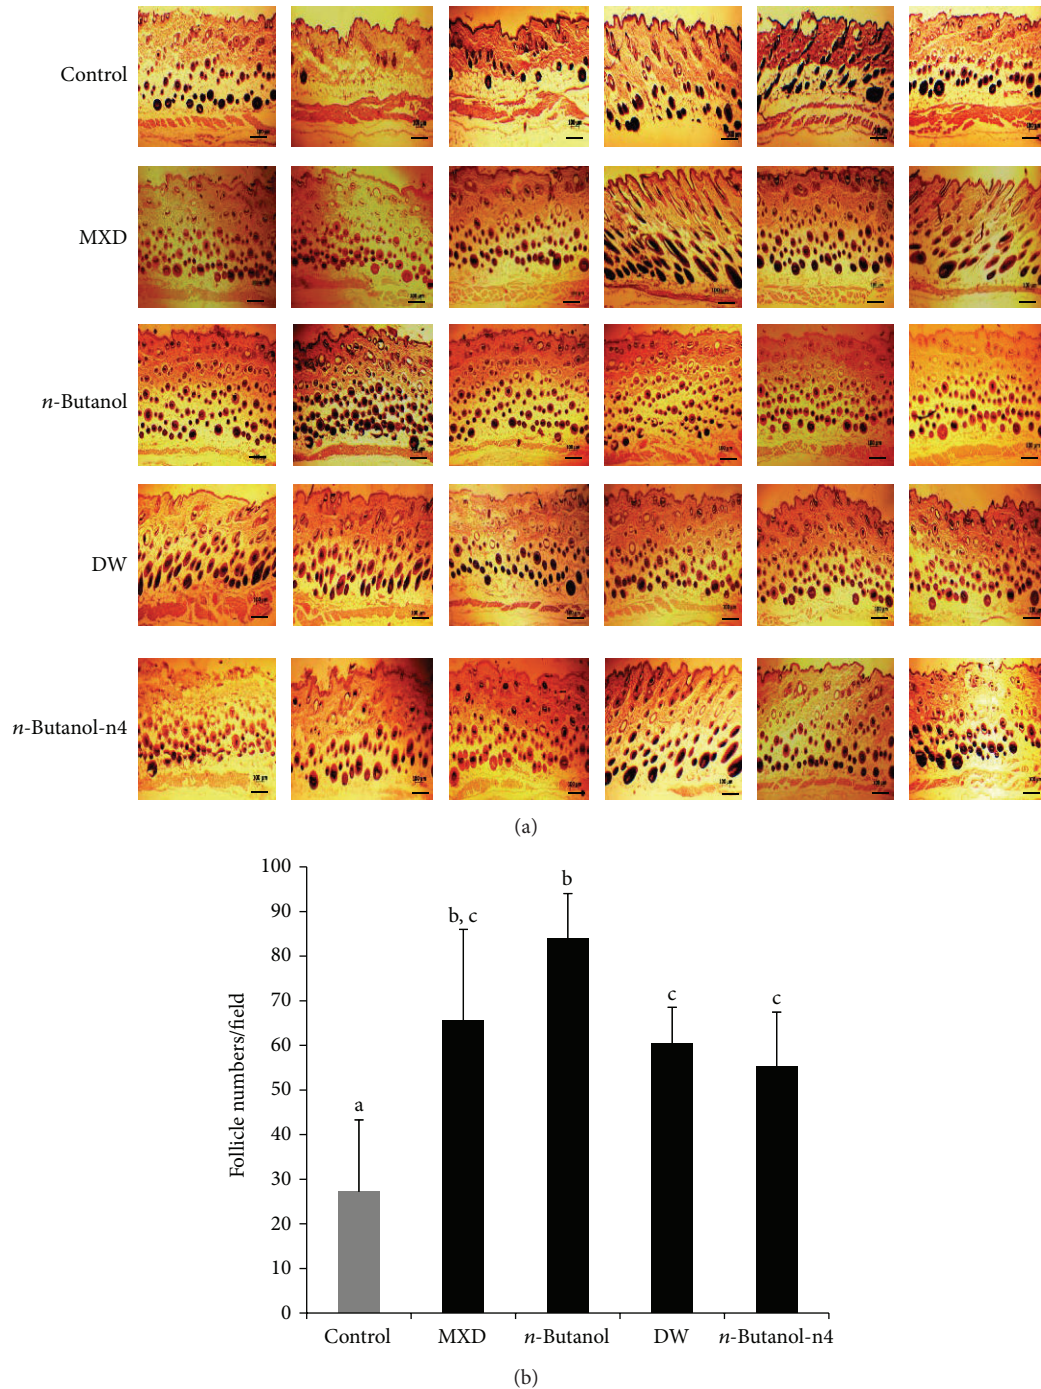 Control
MXD
n-Butanol
DW
n-Butanol-n4
(a)
100
90
80
70
60
50
40
30
20
10
0
Follicle numbers/field
a
b, c
b
c
c
Control
MXD
n-Butanol
DW
n-Butanol-n4
(b)